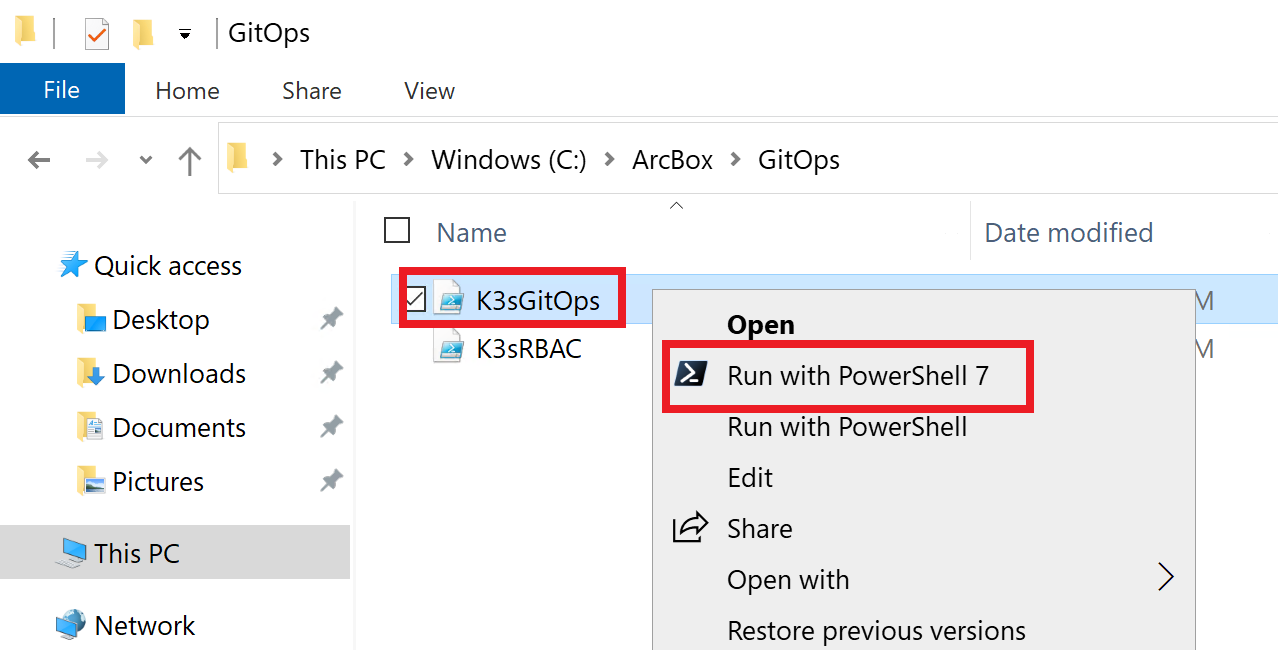 GitOps
File Home Share View
This PC Windows (C:) ArcBox GitOps
Name Date modified
Quick access
Desktop
Downloads
Documents
Pictures
This PC
Network
K3sGitOps M
K3sRBAC M
Open
Run with PowerShell 7
Run with PowerShell
Edit
Share
Open with
Restore previous versions